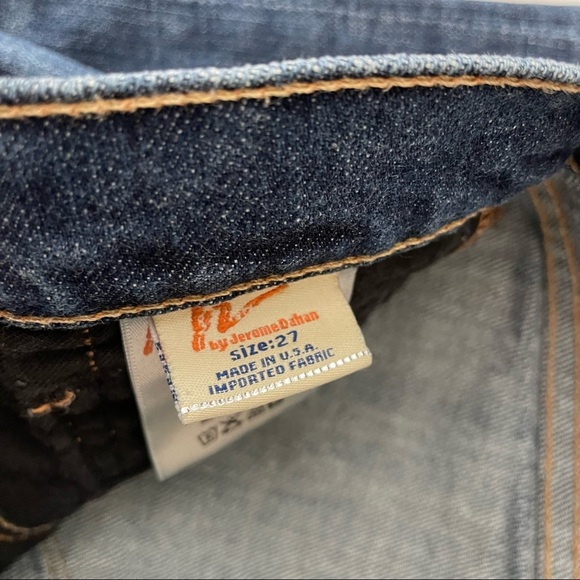 by JeromeDahan
Size:27
MADE IN U.S.A.
IMPORTED FABRIC